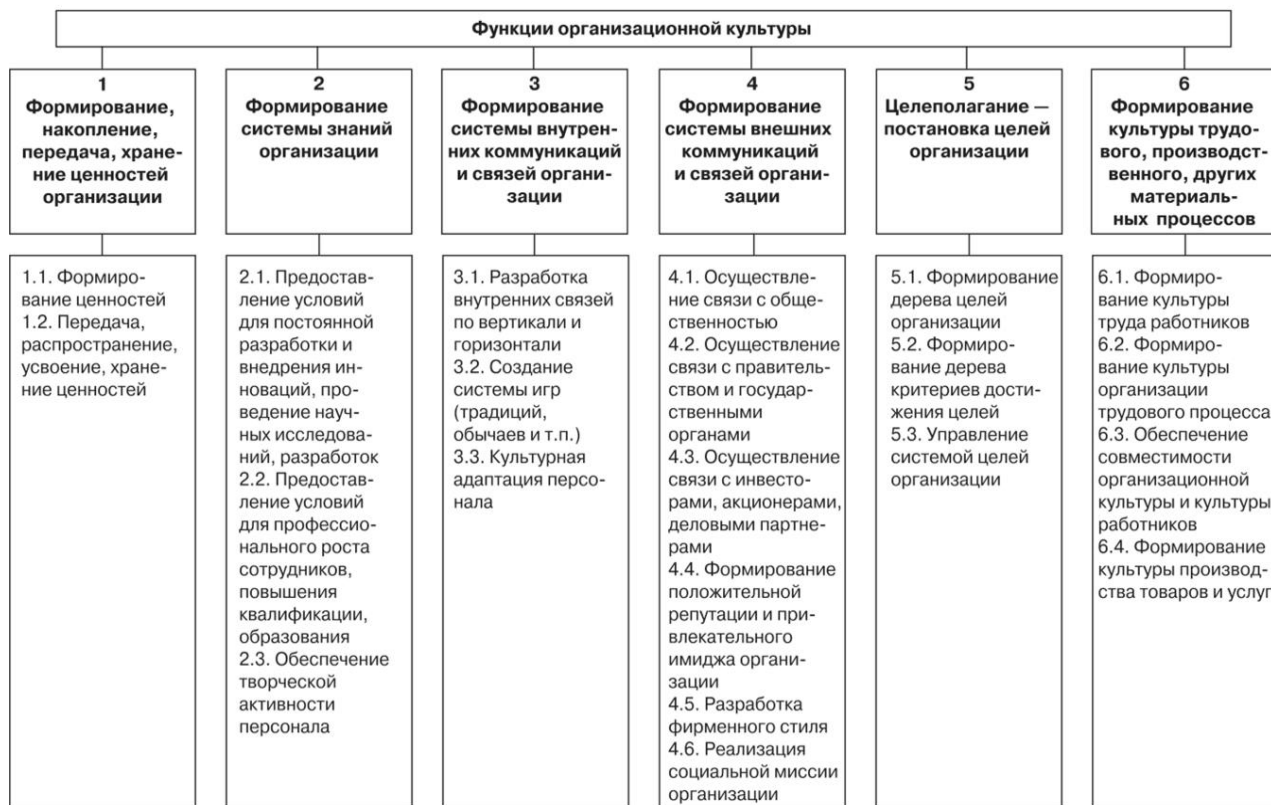 Функции организационной культуры
1
Формирование,
накопление,
передача, хране-
ние ценностей
организации
2
Формирование
системы знаний
организации
3
Формирование
системы внутрен-
них коммуникаций
и связей органи-
зации
4
Формирование
системы внешних
коммуникаций
и связей органи-
зации
5
Целеполагание —
постановка целей
организации
6
Формирование
культуры трудо-
вого, производст-
венного, других
материаль-
ных процессов
1.1. Формиро-
вание ценностей
1.2. Передача,
распространение,
усвоение, хране-
ние ценностей
2.1. Предостав-
ление условий
для постоянной
разработки и
внедрения ин-
новаций, про-
ведение науч-
ных исследова-
ний, разработок
2.2. Предостав-
ление условий
для профессио-
нального роста
сотрудников,
повышения
квалификации,
образования
2.3. Обеспечение
творческой
активности
персонала
3.1. Разработка
внутренних связей
по вертикали и
горизонтали
3.2. Создание
системы игр
(традиций,
обычаев и т.п.)
3.3. Культурная
адаптация персо-
нала
4.1. Осуществле-
ние связи с обще-
ственностью
4.2. Осуществление
связи с правитель-
ством и государ-
ственными
органами
4.3. Осуществление
связи с инвесто-
рами, акционерами,
деловыми партне-
рами
4.4. Формирование
положительной
репутации и при-
влекательного
имиджа органи-
зации
4.5. Разработка
фирменного стиля
4.6. Реализация
социальной миссии
организации
5.1. Формирование
дерева целей
организации
5.2. Формиро-
вание дерева
критериев дости-
жения целей
5.3. Управление
системой целей
организации
6.1. Формиро-
вание культуры
труда работников
6.2. Формиро-
вание культуры
организации
трудового процесса
6.3. Обеспечение
совместимости
организационной
культуры и культуры
работников
6.4. Формирование
культуры производ-
ства товаров и услуг